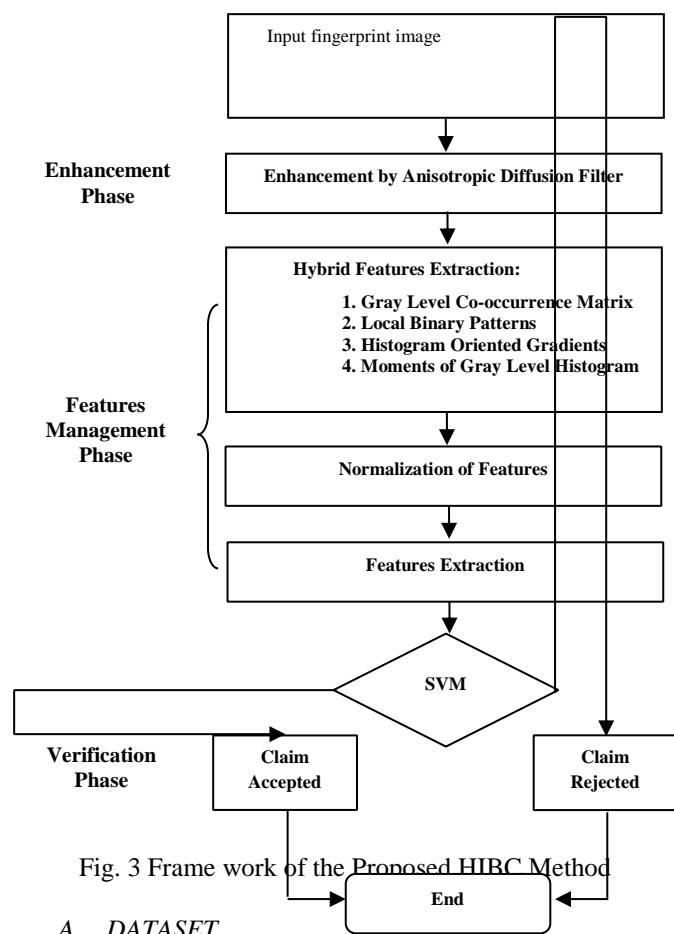 Input fingerprint image
Enhancement
Phase
Enhancement by Anisotropic Diffusion Filter
Hybrid Features Extraction:
1. Gray Level Co-occurrence Matrix
2. Local Binary Patterns
3. Histogram Oriented Gradients
4. Moments of Gray Level Histogram
Features
Management
Phase
Normalization of Features
Features Extraction
SVM
Verification
Phase
Claim
Accepted
Claim
Rejected
Fig. 3 Frame work of the Proposed HIBC Method
End
A. DATASET